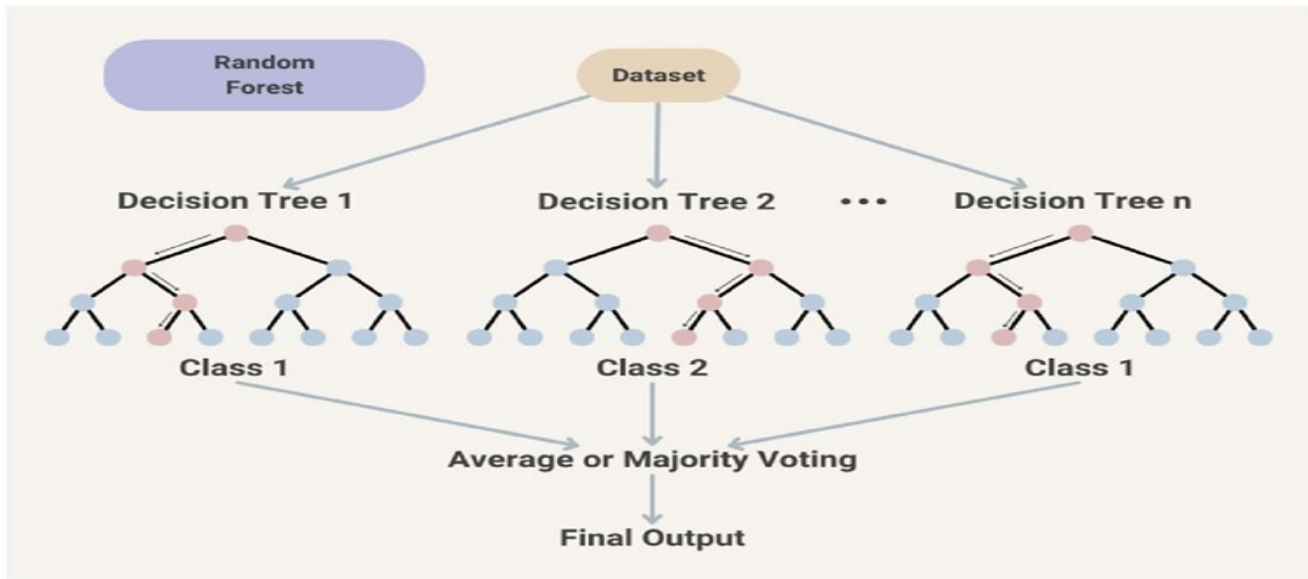 Random
Forest
Dataset
Decision Tree 1
Decision Tree 2
...
Decision Tree n
Class 1
Class 2
Class 1
Average or Majority Voting
Final Output